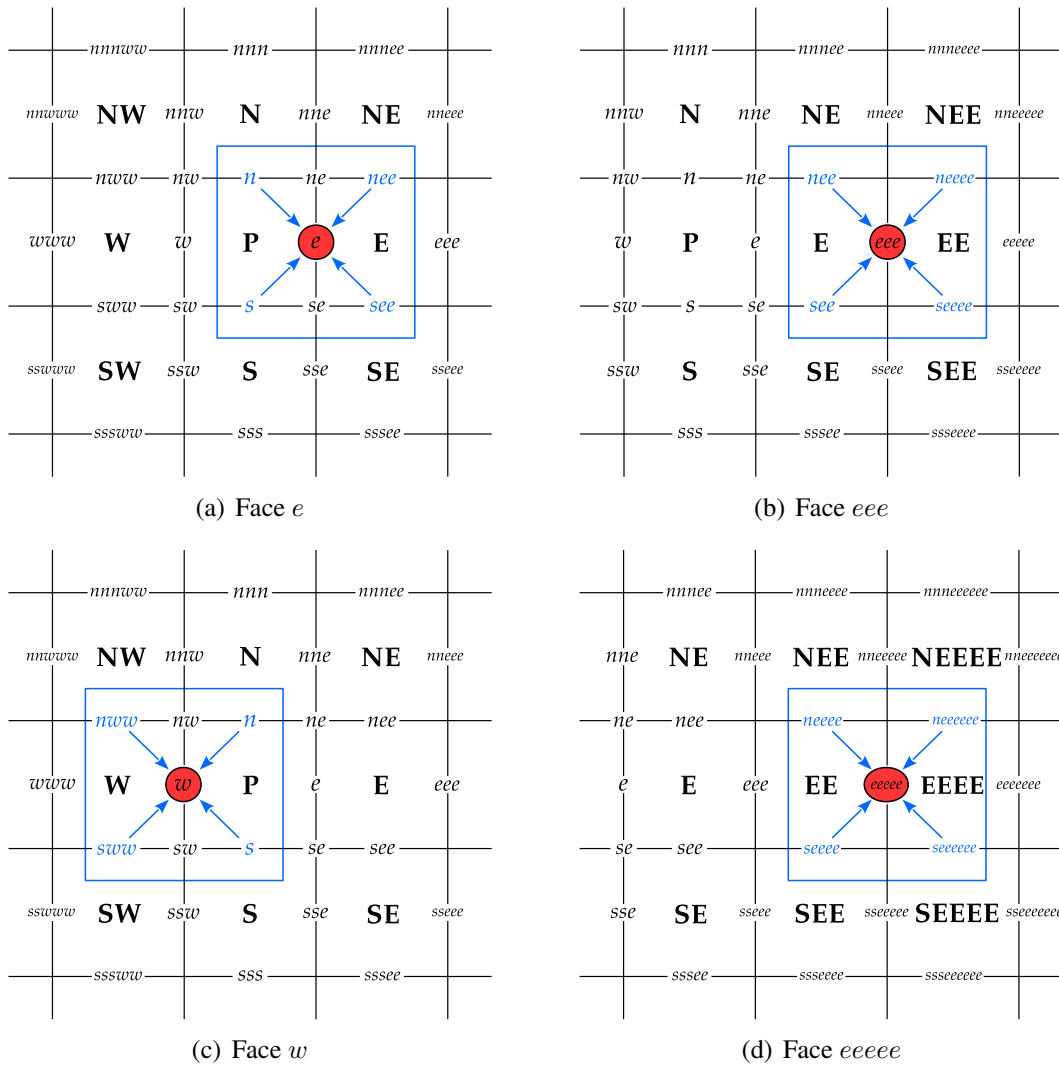 nnnww nnn nnnee nnn nnnee nnneeee
nnwww NW nnw N nne NE nneee nnw N nne NE nneee NEE nneeeee
nww nw n ne nee nw n ne nee neeee
www W w P e E eee w P e E eee EE eeeee
sww sw s se see sw s se see seeee
sswww SW ssw S sse SE sseee ssw S sse SE sseee SEE sseeeee
sssww sss sssee sss sssee ssseeee
(a) Face e (b) Face eee
nnnww nnn nnnee nnnee nnneeee nnneeeeee
nnwww NW nnw N nne NE nneee nne NE nneee NEE nneeeee NEEEE nneeeeeee
nww nw n ne nee ne nee neeee neeeeee
www W w P e E eee e E eee EE eeeee EEEE eeeeeee
sww sw s se see se see seeee seeeeee
sswww SW ssw S sse SE sseee sse SE sseee SEE sseeeee SEEEE sseeeeeee
sssww sss sssee sssee ssseeee ssseeeeee
(c) Face w (d) Face eeeee